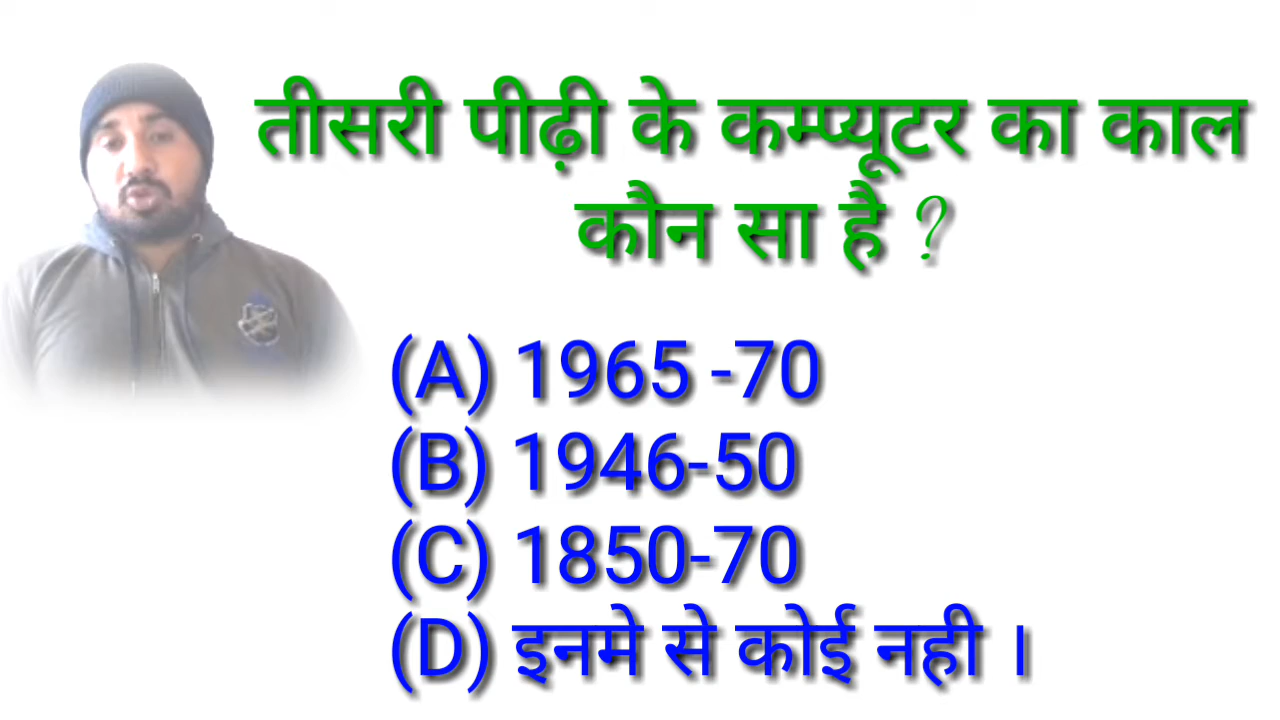 तीसरी पीढ़ी के कम्प्यूटर का काल
कौन सा है ?
(A) 1965 -70
(B) 1946-50
(C) 1850-70
(D) इनमे से कोई नही ।